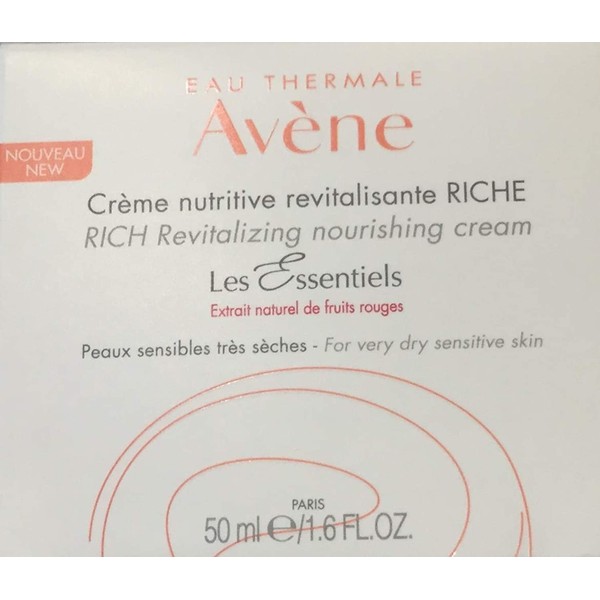 EAU THERMALE
Avène
NOUVEAU
NEW
Crème nutritive revitalisante RICHE
RICH Revitalizing nourishing cream
Les Essentiels
Extrait naturel de fruits rouges
Peaux sensibles très sèches - For very dry sensitive skin
PARIS
50 ml ℮/1.6 FL.OZ.